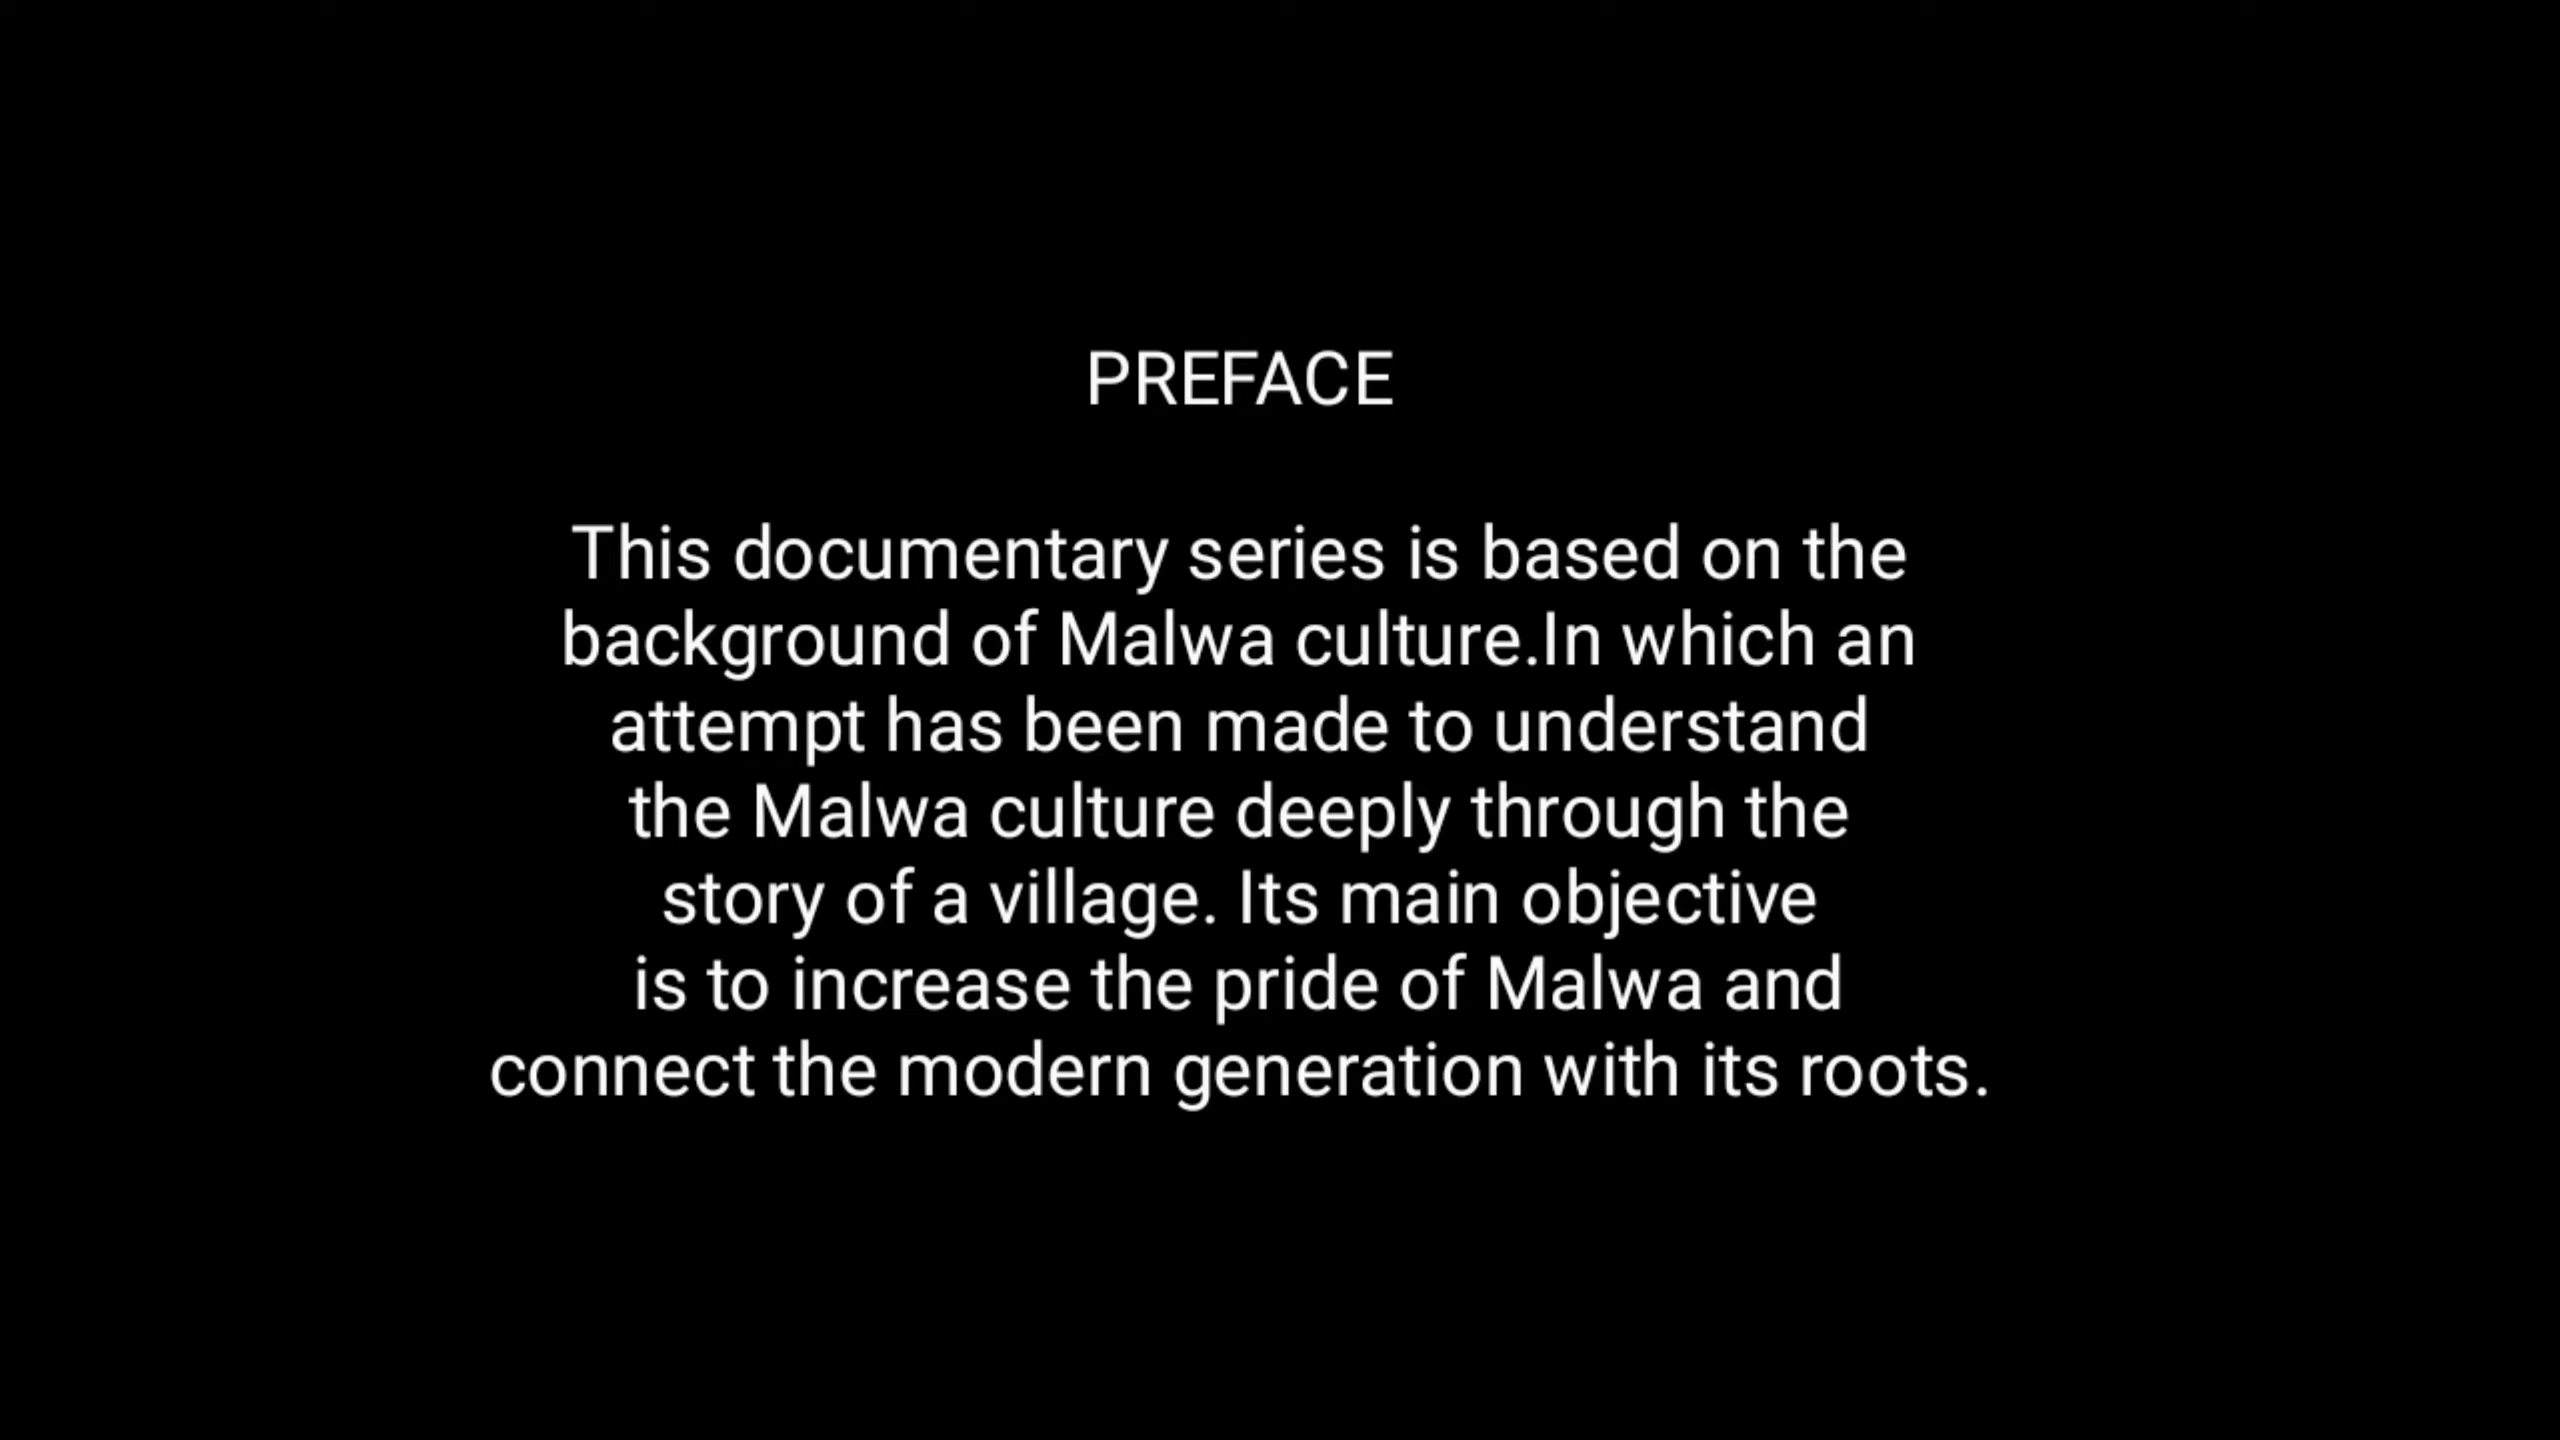 PREFACE
This documentary series is based on the
background of Malwa culture.In which an
attempt has been made to understand
the Malwa culture deeply through the
story of a village. Its main objective
is to increase the pride of Malwa and
connect the modern generation with its roots.